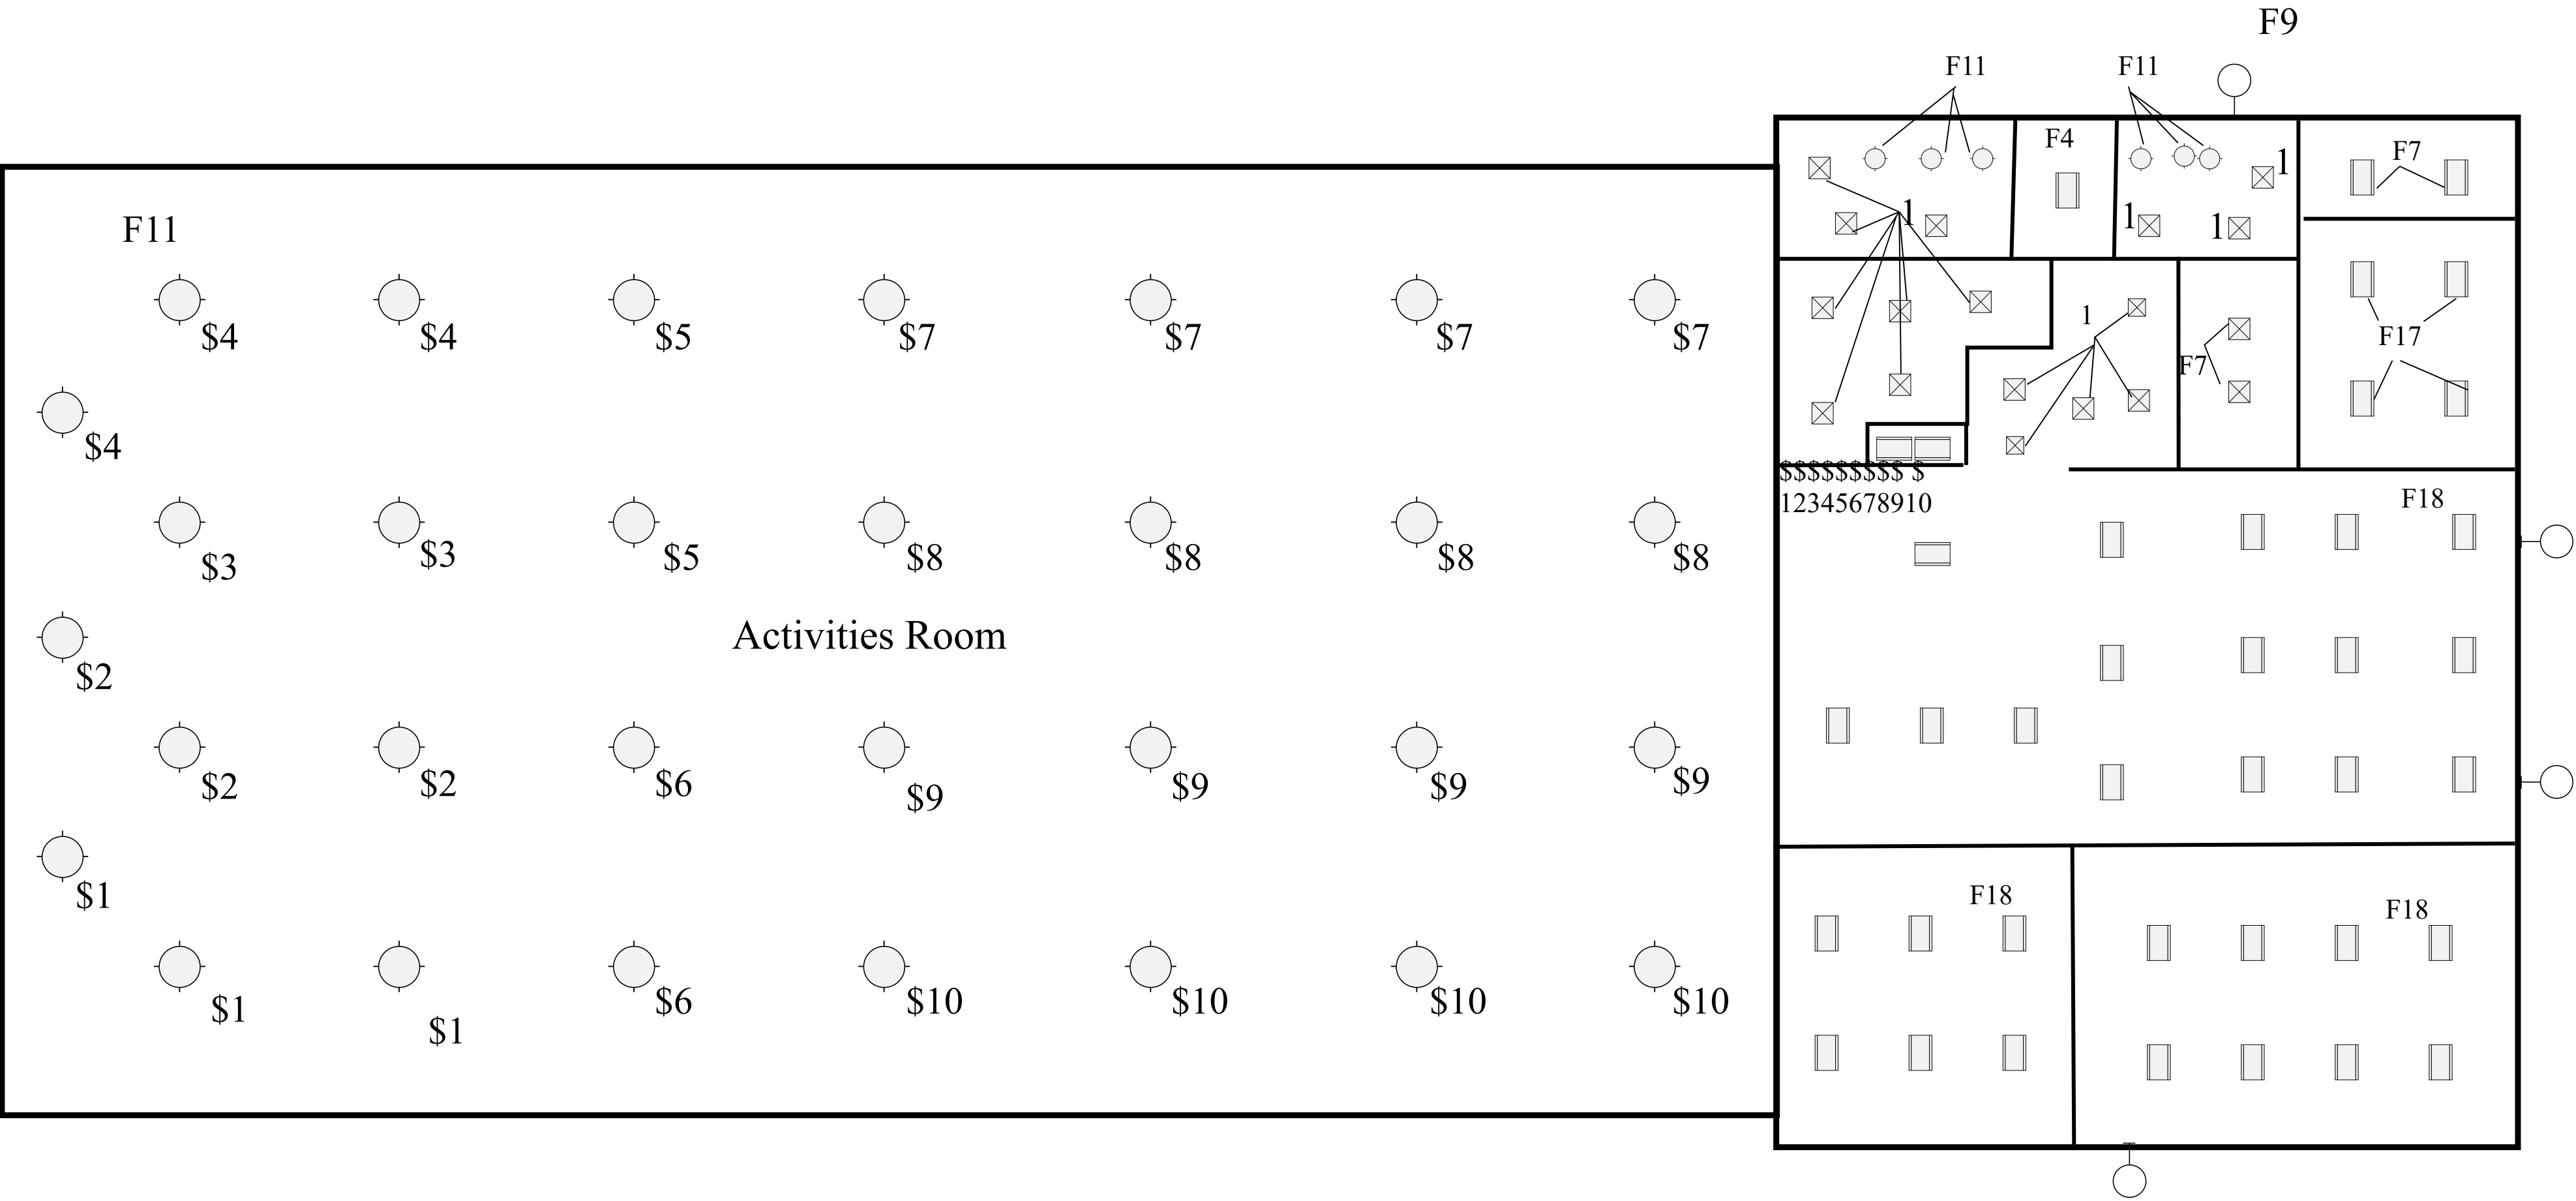 F9
F11 F11
F4
F7
1
1
1 1
F11
$4 $4 $5 $7 $7 $7 $7
1
F17
F7
$4
$$$$$$$$$ $
12345678910
F18
$3 $3 $5 $8 $8 $8 $8
Activities Room
$2
$2 $2 $6 $9 $9 $9 $9
$1
F18
F18
$1 $1 $6 $10 $10 $10 $10